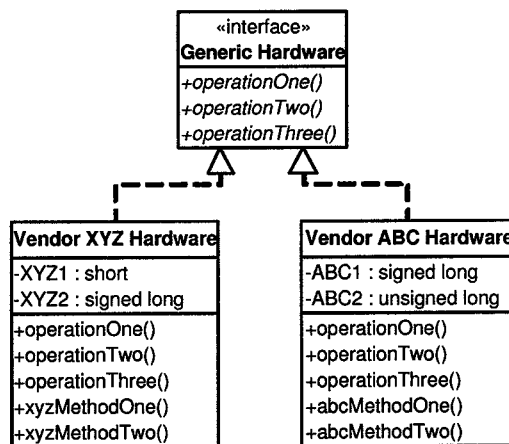 «interface»
Generic Hardware
+operationOne()
+operationTwo()
+operationThree()
Vendor XYZ Hardware
-XYZ1 : short
-XYZ2 : signed long
+operationOne()
+operationTwo()
+operationThree()
+xyzMethodOne()
+xyzMethodTwo()
Vendor ABC Hardware
-ABC1 : signed long
-ABC2 : unsigned long
+operationOne()
+operationTwo()
+operationThree()
+abcMethodOne()
+abcMethodTwo()